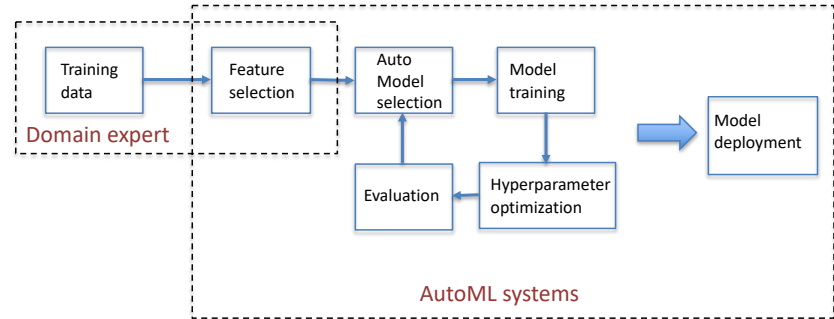 Training
data
Feature
selection
Auto
Model
selection
Model
training
Domain expert
Model
deployment
Evaluation
Hyperparameter
optimization
AutoML systems